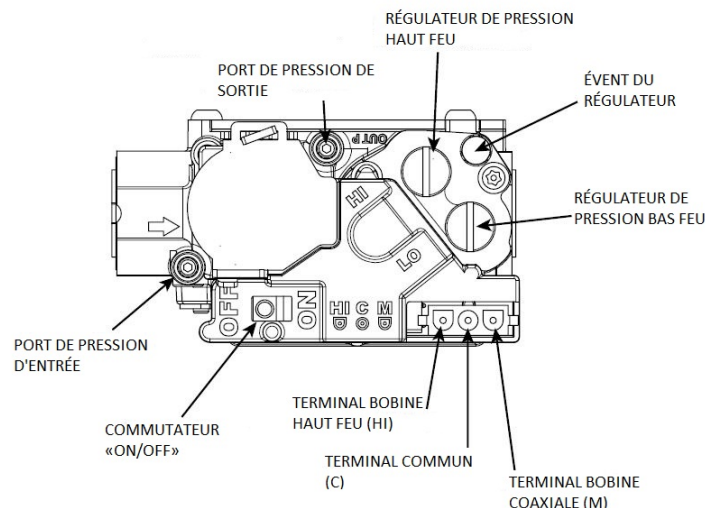 RÉGULATEUR DE PRESSION
HAUT FEU
PORT DE PRESSION DE
SORTIE
ÉVENT DU
RÉGULATEUR
OUT P
HI
LO
RÉGULATEUR DE
PRESSION BAS FEU
OFF
ON
HI C M
PORT DE PRESSION
D'ENTRÉE
COMMUTATEUR
«ON/OFF»
TERMINAL BOBINE
HAUT FEU (HI)
TERMINAL COMMUN
(C)
TERMINAL BOBINE
COAXIALE (M)